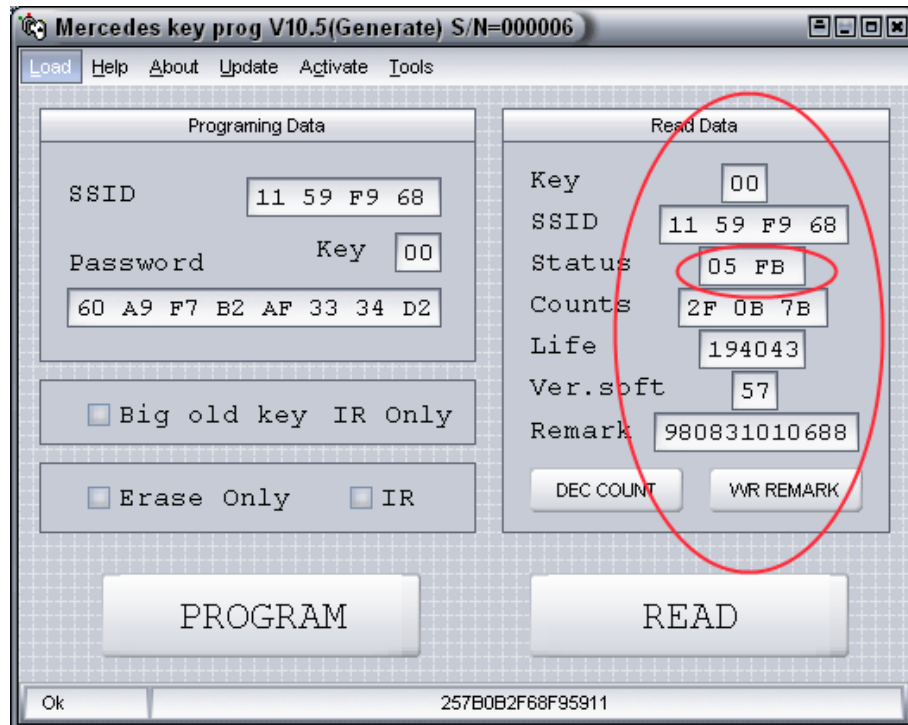 Mercedes key prog V10.5(Generate) S/N=000006
Load Help About Update Activate Tools
Programing Data
SSID 11 59 F9 68
Key 00
Password
60 A9 F7 B2 AF 33 34 D2
Big old key IR Only
Erase Only IR
PROGRAM
Read Data
Key 00
SSID 11 59 F9 68
Status 05 FB
Counts 2F 0B 7B
Life 194043
Ver.soft 57
Remark 980831010688
DEC COUNT WR REMARK
READ
Ok 257B0B2F68F95911